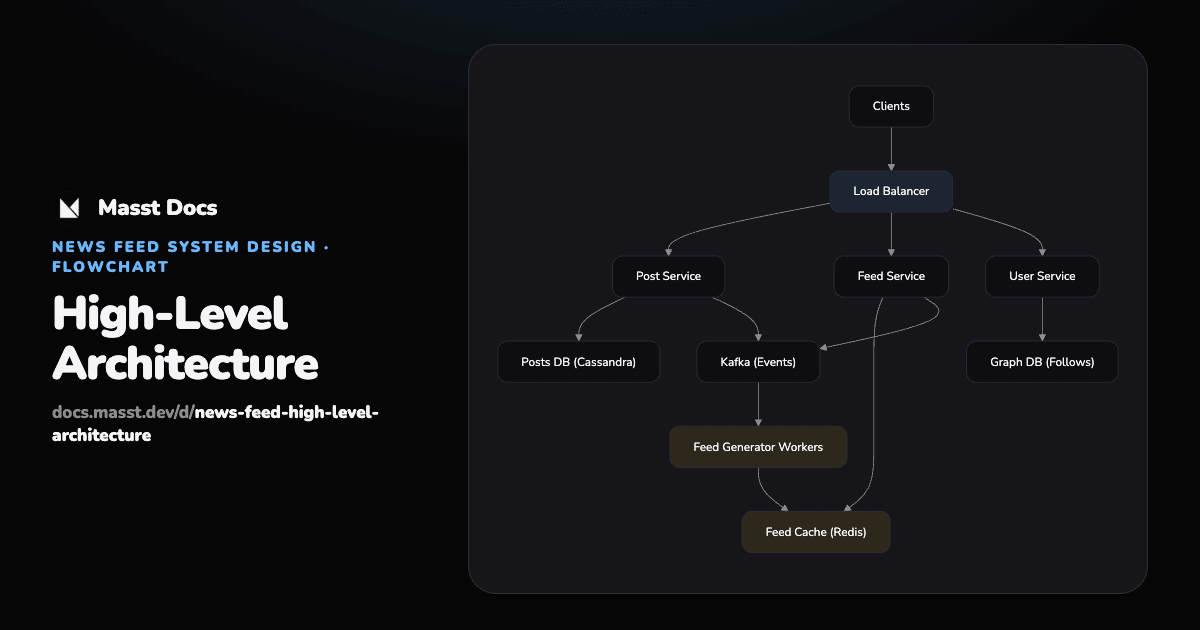 Masst Docs
NEWS FEED SYSTEM DESIGN ·
FLOWCHART
High-Level
Architecture
docs.masst.dev/d/news-feed-high-level-
architecture
Clients
Load Balancer
Post Service
Feed Service
User Service
Posts DB (Cassandra)
Kafka (Events)
Graph DB (Follows)
Feed Generator Workers
Feed Cache (Redis)